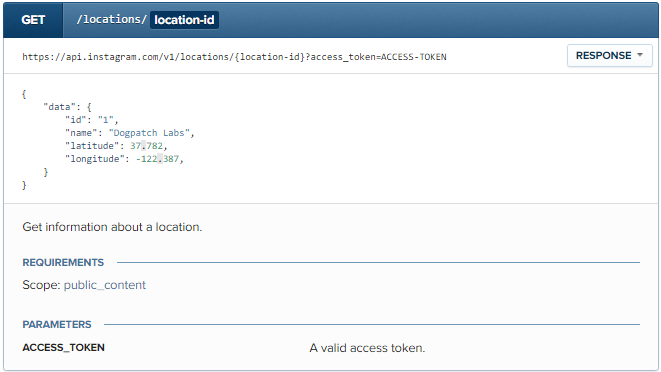 GET /locations/ location-id
https://api.instagram.com/v1/locations/{location-id}?access_token=ACCESS-TOKEN RESPONSE
{
"data": {
"id": "1",
"name": "Dogpatch Labs",
"latitude": 37.782,
"longitude": -122.387,
}
}
Get information about a location.
REQUIREMENTS
Scope: public_content
PARAMETERS
ACCESS_TOKEN A valid access token.